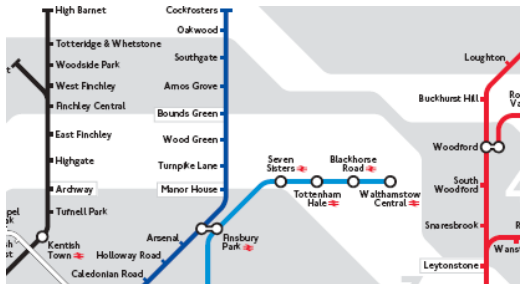 High Barnet
Totteridge & Whetstone
Woodside Park
West Finchley
Finchley Central
East Finchley
Highgate
Archway
Tufnell Park
Kentish
Town
Cockfosters
Oakwood
Southgate
Arnos Grove
Bounds Green
Wood Green
Turnpike Lane
Manor House
Arsenal
Finsbury
Park
Holloway Road
Caledonian Road
Seven
Sisters
Tottenham
Hale
Blackhorse
Road
Walthamstow
Central
Loughton
Buckhurst Hill
Woodford
South
Woodford
Snaresbrook
Leytonstone